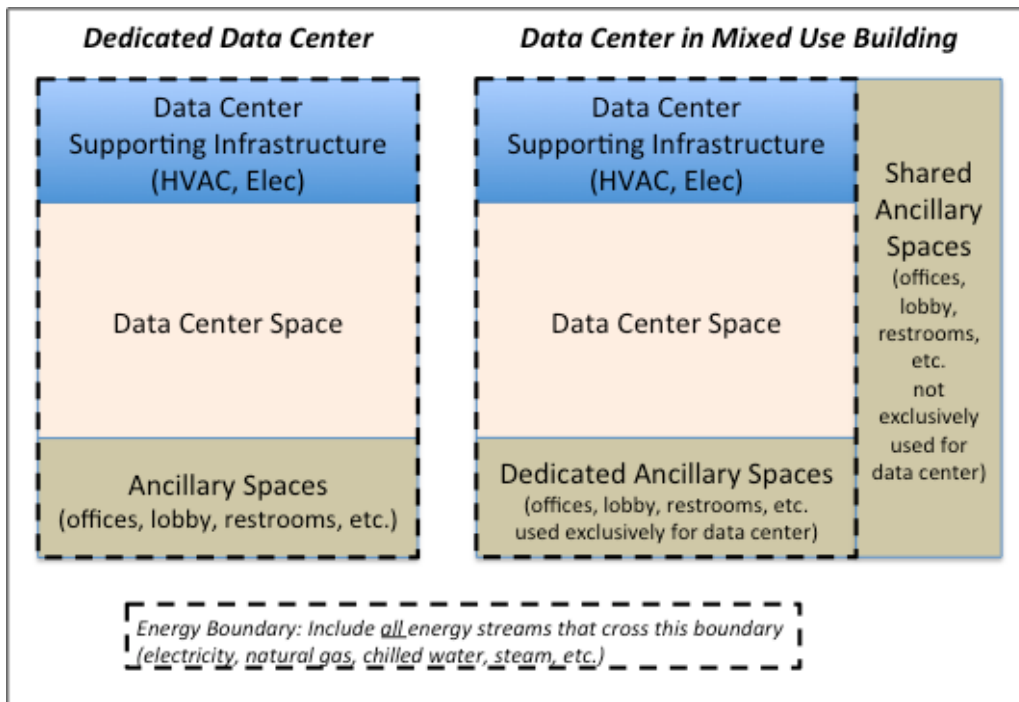 Dedicated Data Center
Data Center
Supporting Infrastructure
(HVAC, Elec)
Data Center Space
Ancillary Spaces
(offices, lobby, restrooms, etc.)
Data Center in Mixed Use Building
Data Center
Supporting Infrastructure
(HVAC, Elec)
Data Center Space
Dedicated Ancillary Spaces
(offices, lobby, restrooms, etc.
used exclusively for data center)
Shared
Ancillary
Spaces
(offices,
lobby,
restrooms,
etc.
not
exclusively
used for
data center)
Energy Boundary: Include all energy streams that cross this boundary
(electricity, natural gas, chilled water, steam, etc.)